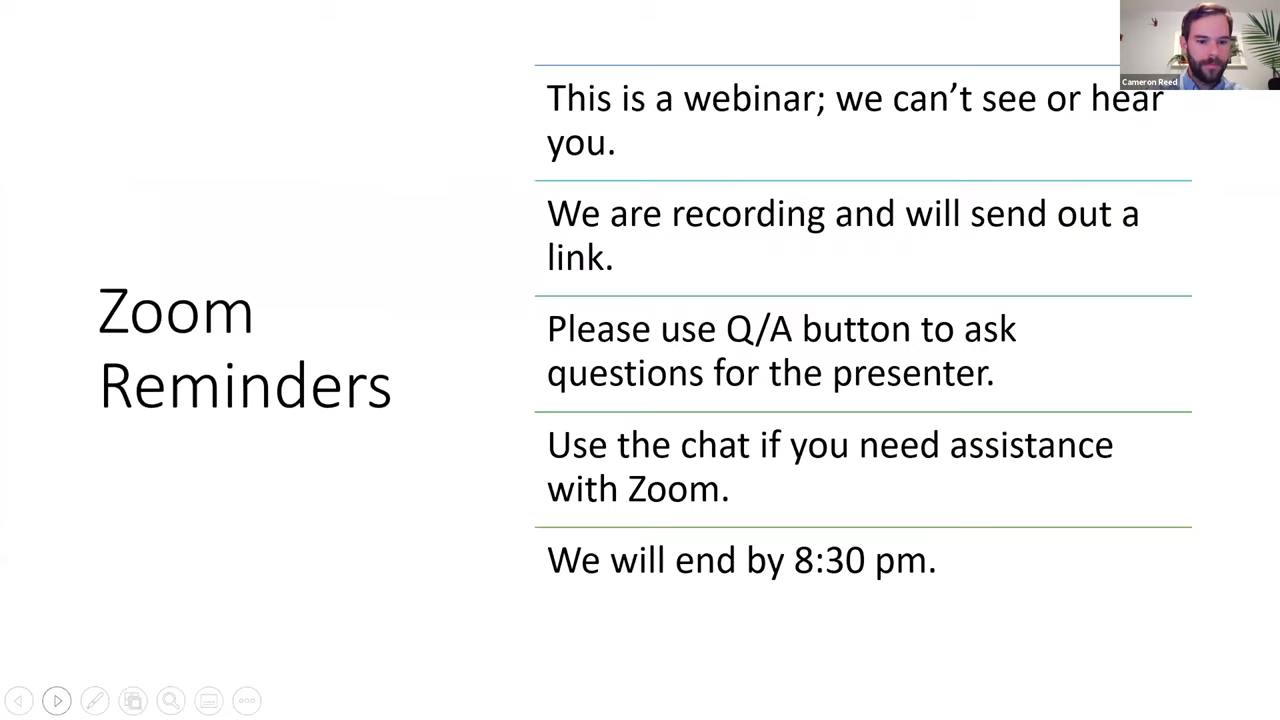 Cameron Reed
This is a webinar; we can’t see or hear
you.
We are recording and will send out a
link.
Zoom
Reminders
Please use Q/A button to ask
questions for the presenter.
Use the chat if you need assistance
with Zoom.
We will end by 8:30 pm.